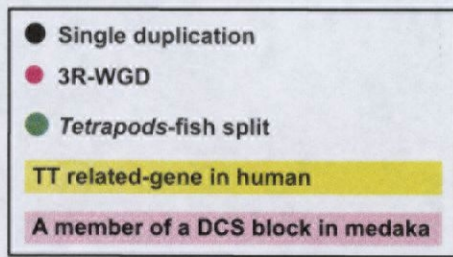 Single duplication
3R-WGD
Tetrapods-fish split
TT related-gene in human
A member of a DCS block in medaka